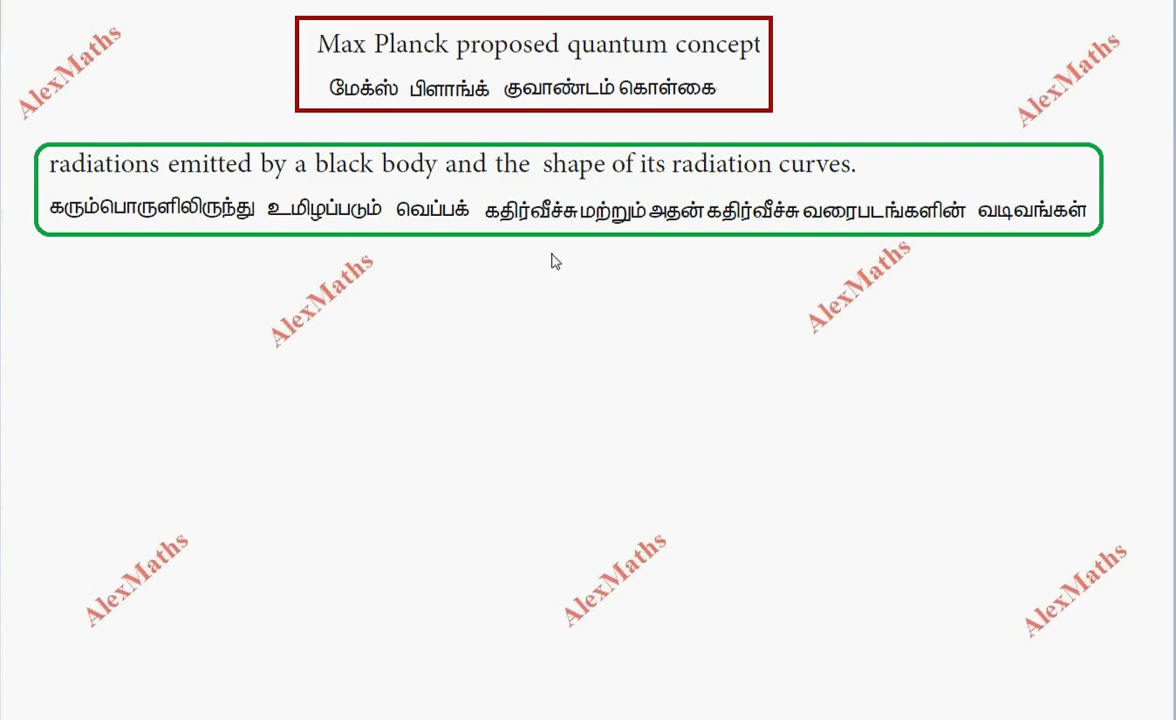 Max Planck proposed quantum concept
மேக்ஸ் பிளாங்க் குவாண்டம் கொள்கை
radiations emitted by a black body and the shape of its radiation curves.
கரும்பொருளிலிருந்து உமிழப்படும் வெப்பக் கதிர்வீச்சு மற்றும் அதன் கதிர்வீச்சு வரைபடங்களின் வடிவங்கள்
AlexMaths
AlexMaths
AlexMaths
AlexMaths
AlexMaths
AlexMaths
AlexMaths